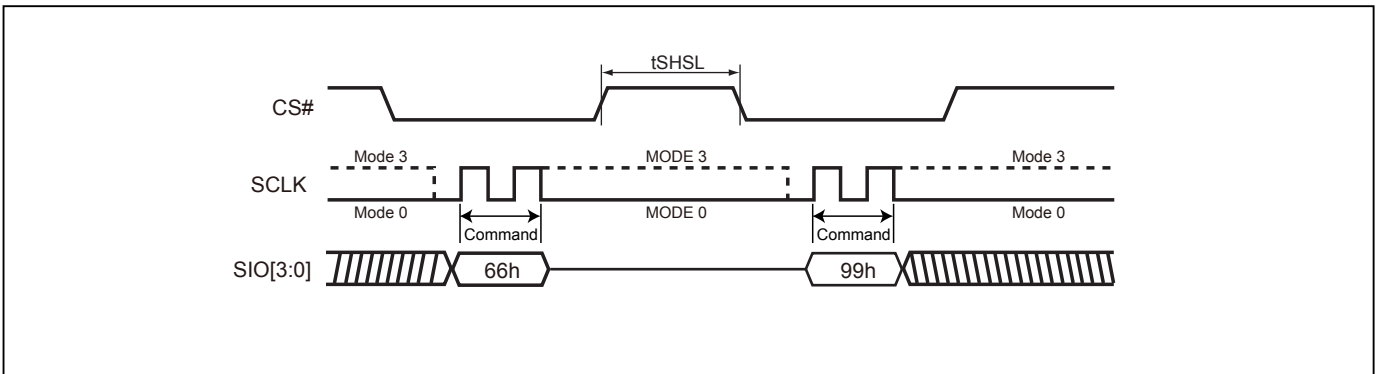 tSHSL
CS#
Mode 3 MODE 3 Mode 3
SCLK
Mode 0 MODE 0 Mode 0
Command Command
SIO[3:0] 66h 99h